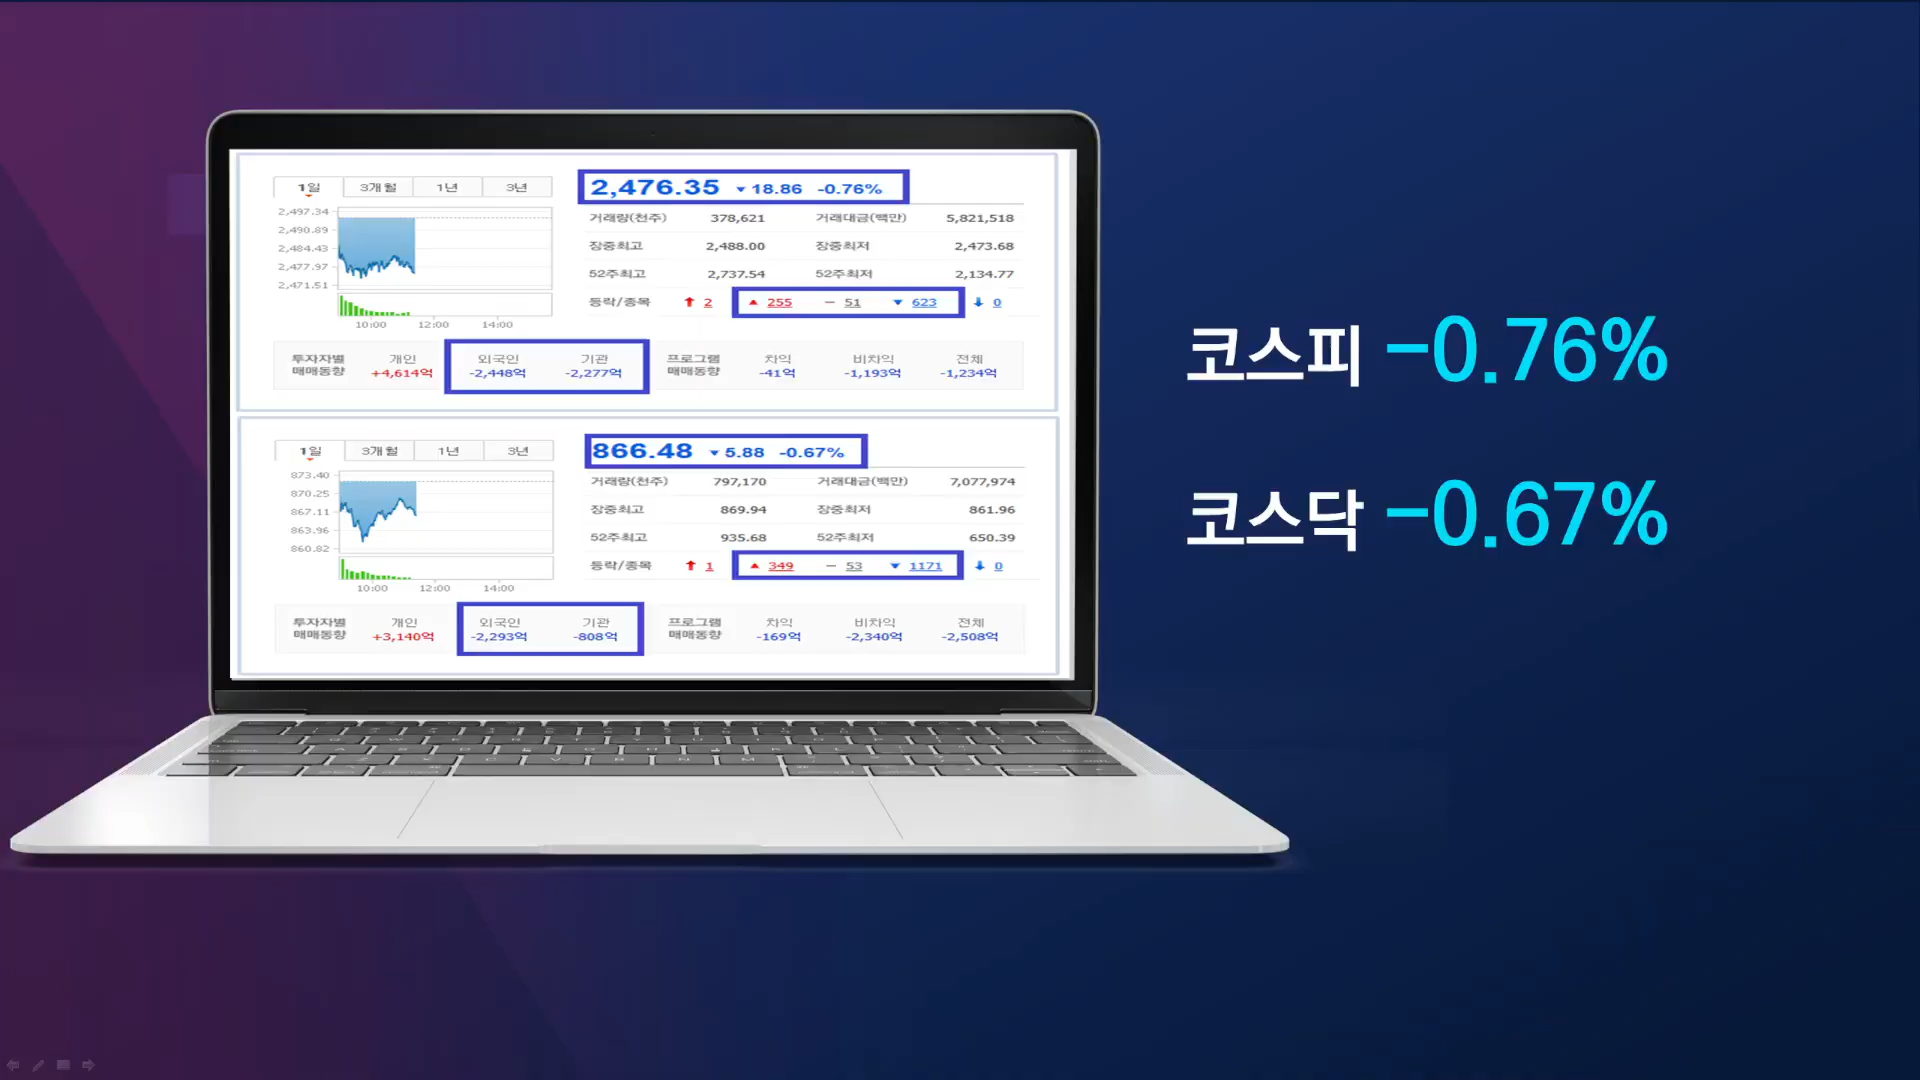 1일 3개월 1년 3년
2,476.35 ▼ 18.86 -0.76%
2,497.34
2,490.89
2,484.43
2,477.97
2,471.51
10:00 12:00 14:00
거래량(천주) 378,621 거래대금(백만) 5,821,518
장중최고 2,488.00 장중최저 2,473.68
52주최고 2,737.54 52주최저 2,134.77
등락/종목 ⬆ 2 ▲ 255 － 51 ▼ 623 ⬇ 0
투자자별 매매동향 개인 +4,614억 외국인 -2,448억 기관 -2,277억 프로그램 매매동향 차익 -41억 비차익 -1,193억 전체 -1,234억
1일 3개월 1년 3년
866.48 ▼ 5.88 -0.67%
873.40
870.25
867.11
863.96
860.82
10:00 12:00 14:00
거래량(천주) 797,170 거래대금(백만) 7,077,974
장중최고 869.94 장중최저 861.96
52주최고 935.68 52주최저 650.39
등락/종목 ⬆ 1 ▲ 349 － 53 ▼ 1171 ⬇ 0
투자자별 매매동향 개인 +3,140억 외국인 -2,293억 기관 -808억 프로그램 매매동향 차익 -169억 비차익 -2,340억 전체 -2,508억
코스피 -0.76%
코스닥 -0.67%